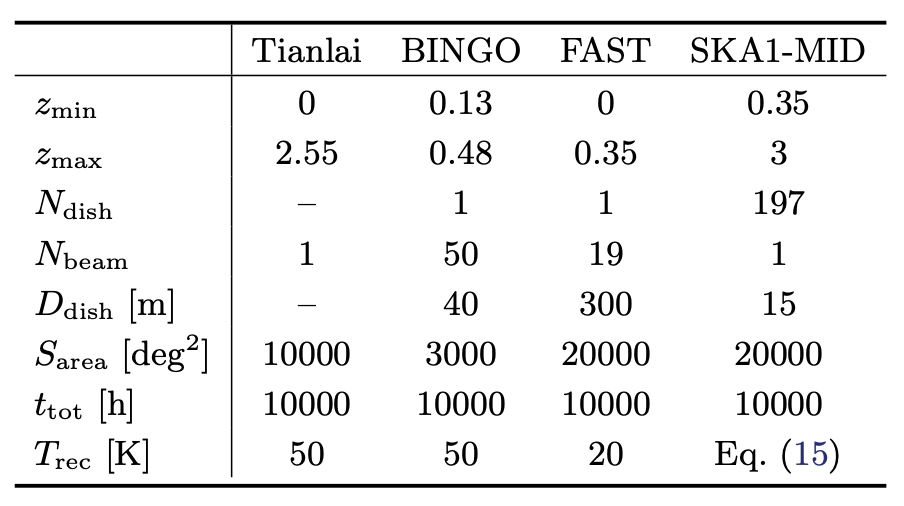 Tianlai BINGO FAST SKA1-MID
z_min 0 0.13 0 0.35
z_max 2.55 0.48 0.35 3
N_dish – 1 1 197
N_beam 1 50 19 1
D_dish [m] – 40 300 15
S_area [deg²] 10000 3000 20000 20000
t_tot [h] 10000 10000 10000 10000
T_rec [K] 50 50 20 Eq. (15)